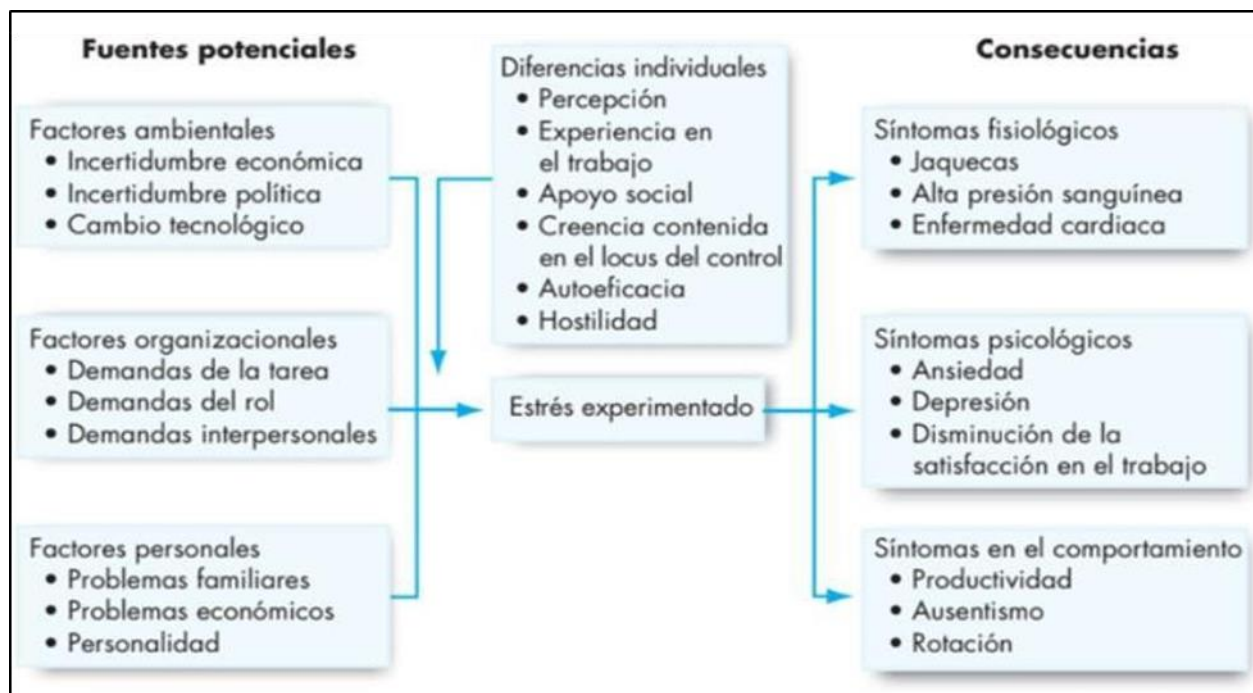 Fuentes potenciales
Factores ambientales
• Incertidumbre económica
• Incertidumbre política
• Cambio tecnológico
Factores organizacionales
• Demandas de la tarea
• Demandas del rol
• Demandas interpersonales
Factores personales
• Problemas familiares
• Problemas económicos
• Personalidad
Diferencias individuales
• Percepción
• Experiencia en
el trabajo
• Apoyo social
• Creencia contenida
en el locus del control
• Autoeficacia
• Hostilidad
Estrés experimentado
Consecuencias
Síntomas fisiológicos
• Jaquecas
• Alta presión sanguínea
• Enfermedad cardiaca
Síntomas psicológicos
• Ansiedad
• Depresión
• Disminución de la
satisfacción en el trabajo
Síntomas en el comportamiento
• Productividad
• Ausentismo
• Rotación